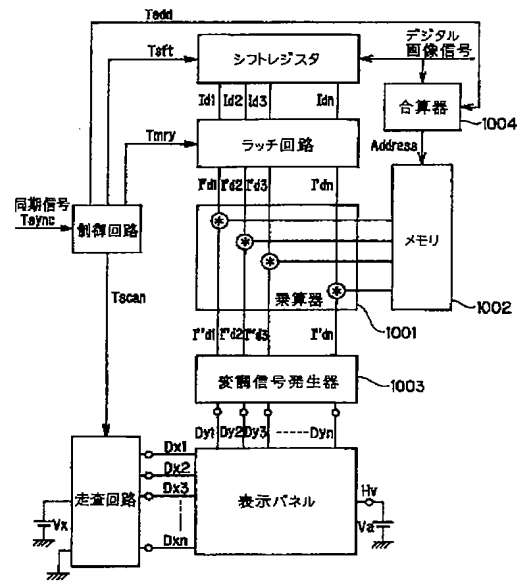 Tadd
Tsft
シフトレジスタ
デジタル
画像信号
Id1 Id2 Id3 Idn
合算器
1004
Tmry
ラッチ回路
Address
I'd1 I'd2 I'd3 I'dn
同期信号
Tsync
制御回路
メモリ
*
*
*
*
乗算器
1001
1002
Tscan
I''d1 I''d2 I''d3 I''dn
変調信号発生器
1003
Dy1 Dy2 Dy3 Dyn
Dx1
Dx2
Dx3
Dxn
走査回路
表示パネル
Hv
Vx
Va